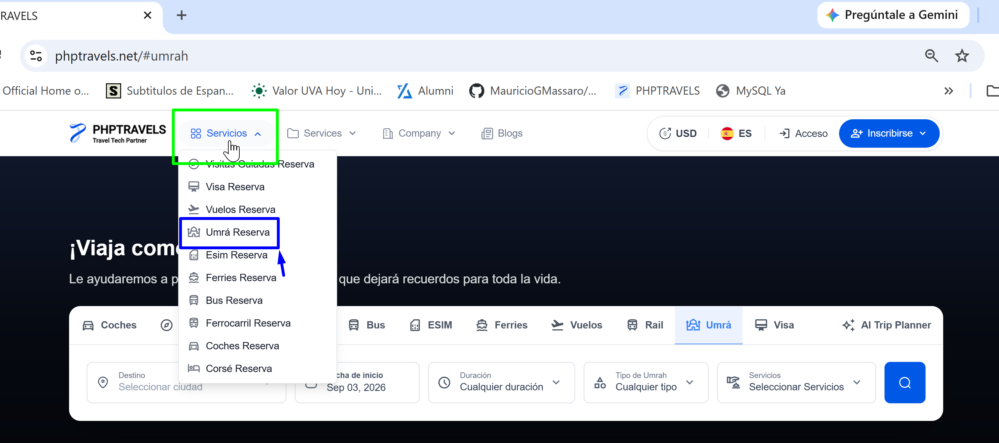 RAVELS
Pregúntale a Gemini
phptravels.net/#umrah
Official Home o...
Subtitulos de Espan...
Valor UVA Hoy - Uni...
Alumni
MauricioGMassaro/...
PHPTRAVELS
MySQL Ya
PHPTRAVELS
Travel Tech Partner
Servicios
Services
Company
Blogs
USD
ES
Acceso
Inscribirse
Visitas Guiadas Reserva
Visa Reserva
Vuelos Reserva
Umrá Reserva
Esim Reserva
Ferries Reserva
Bus Reserva
Ferrocarril Reserva
Coches Reserva
Corsé Reserva
¡Viaja com
Le ayudaremos a p
que dejará recuerdos para toda la vida.
Coches
Bus
ESIM
Ferries
Vuelos
Rail
Umrá
Visa
AI Trip Planner
Destino
Seleccionar ciudad
cha de inicio
Sep 03, 2026
Duración
Cualquier duración
Tipo de Umrah
Cualquier tipo
Servicios
Seleccionar Servicios